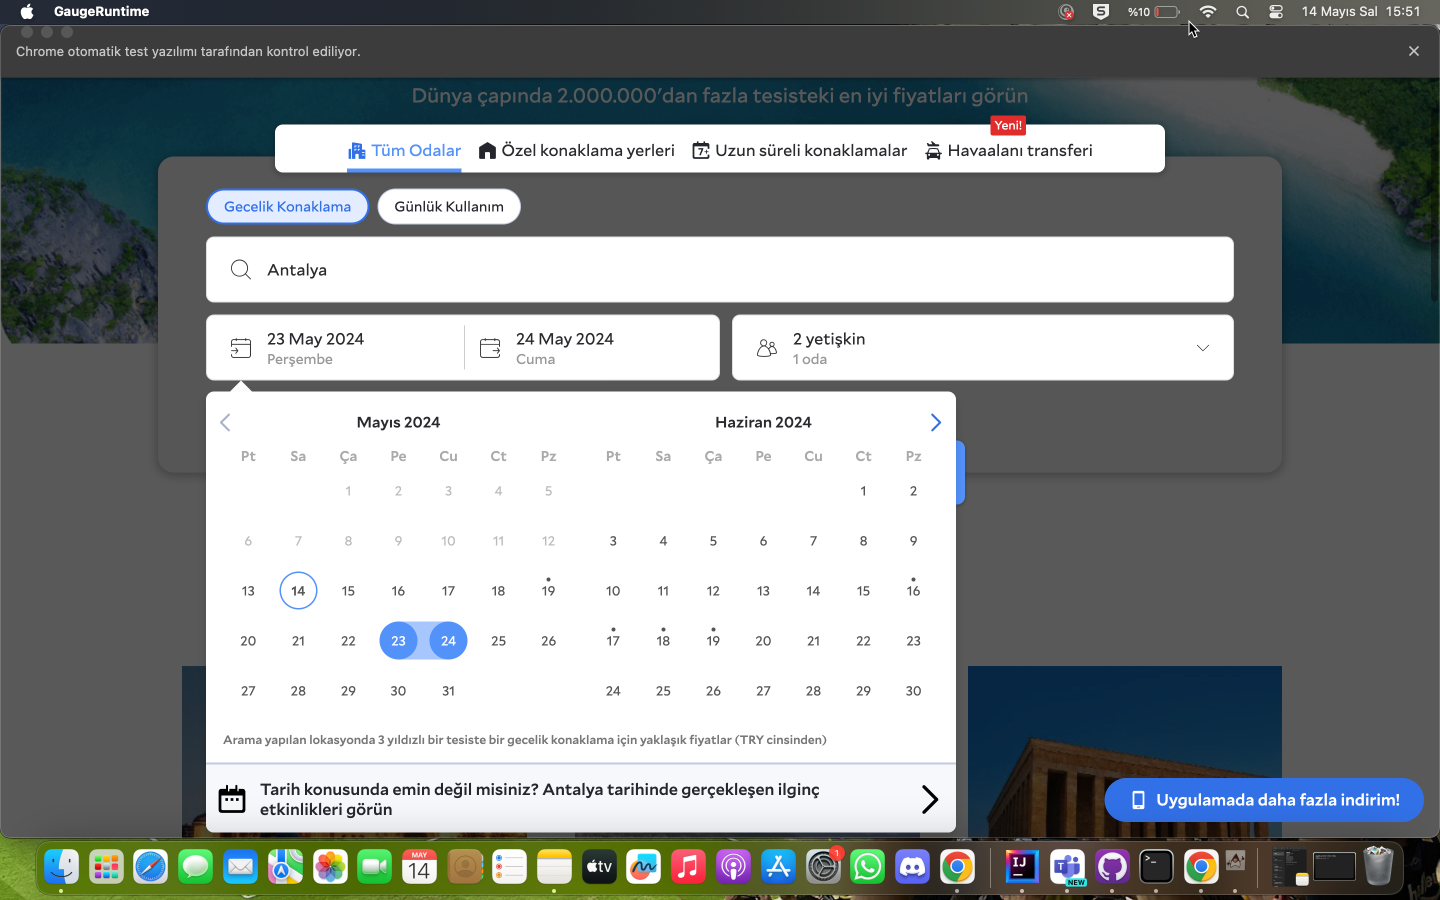 GaugeRuntime
%10
14 Mayıs Sal 15:51
Chrome otomatik test yazılımı tarafından kontrol ediliyor.
Dünya çapında 2.000.000'dan fazla tesisteki en iyi fiyatları görün
Yeni!
Tüm Odalar
Özel konaklama yerleri
Uzun süreli konaklamalar
Havaalanı transferi
Gecelik Konaklama
Günlük Kullanım
Antalya
23 May 2024
Perşembe
24 May 2024
Cuma
2 yetişkin
1 oda
Mayıs 2024
Pt Sa Ça Pe Cu Ct Pz
1 2 3 4 5
6 7 8 9 10 11 12
13 14 15 16 17 18 19
20 21 22 23 24 25 26
27 28 29 30 31
Haziran 2024
Pt Sa Ça Pe Cu Ct Pz
1 2
3 4 5 6 7 8 9
10 11 12 13 14 15 16
17 18 19 20 21 22 23
24 25 26 27 28 29 30
Arama yapılan lokasyonda 3 yıldızlı bir tesiste bir gecelik konaklama için yaklaşık fiyatlar (TRY cinsinden)
Tarih konusunda emin değil misiniz? Antalya tarihinde gerçekleşen ilginç
etkinlikleri görün
Uygulamada daha fazla indirim!
MAY
14
tv
1
IJ
NEW